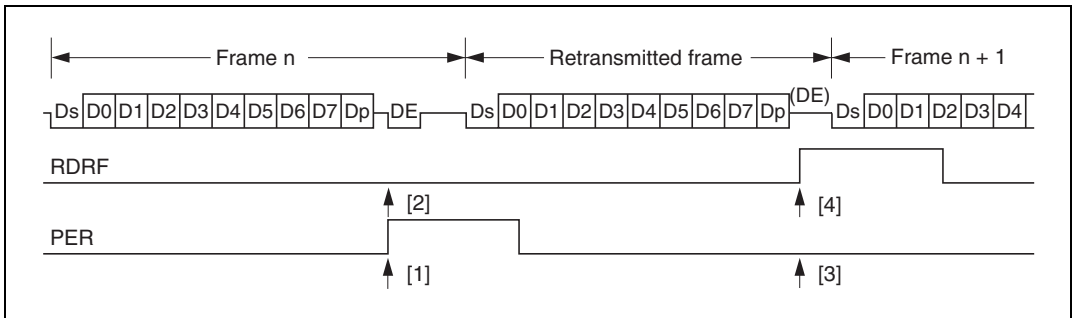 Frame n Retransmitted frame Frame n + 1
(DE)
Ds D0 D1 D2 D3 D4 D5 D6 D7 Dp DE Ds D0 D1 D2 D3 D4 D5 D6 D7 Dp Ds D0 D1 D2 D3 D4
RDRF
[2] [4]
PER
[1] [3]